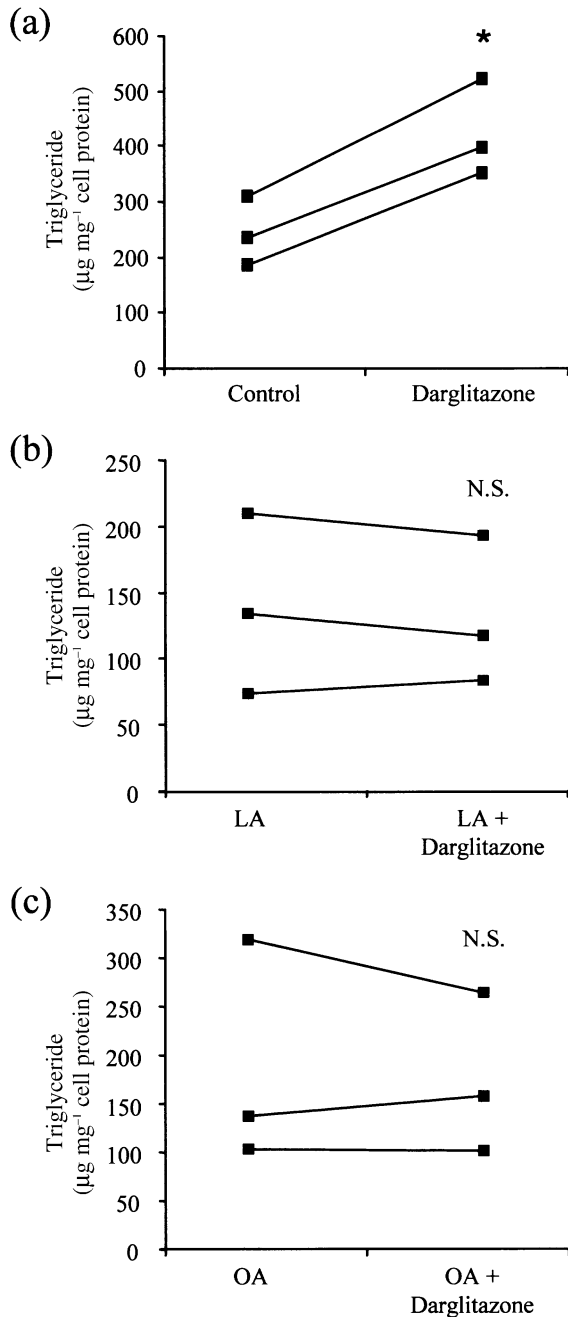 (a)
600
500
400
300
200
100
0
Triglyceride
(µg mg⁻¹ cell protein)
*
Control
Darglitazone
(b)
250
200
150
100
50
0
Triglyceride
(µg mg⁻¹ cell protein)
N.S.
LA
LA +
Darglitazone
(c)
350
300
250
200
150
100
50
0
Triglyceride
(µg mg⁻¹ cell protein)
N.S.
OA
OA +
Darglitazone